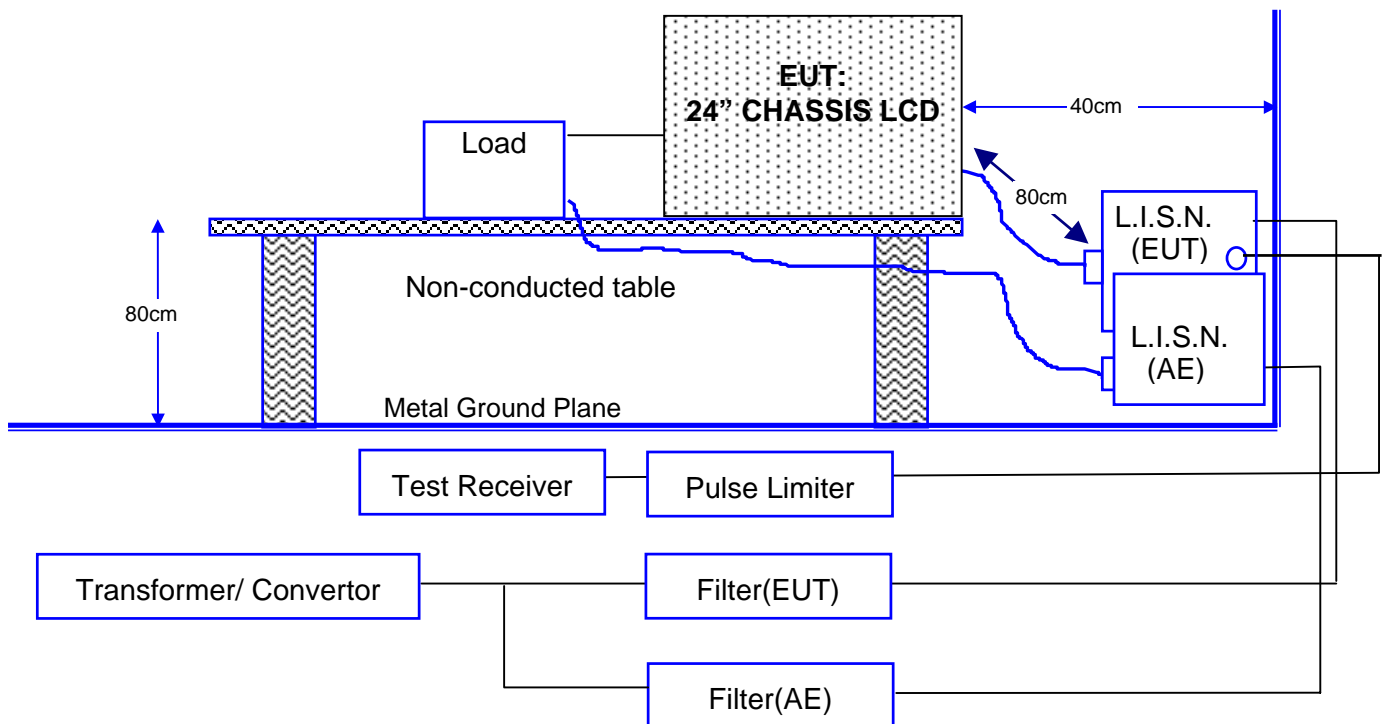 EUT:
24” CHASSIS LCD
40cm
Load
80cm
L.I.S.N.
(EUT)
Non-conducted table
80cm
L.I.S.N.
(AE)
Metal Ground Plane
Test Receiver
Pulse Limiter
Transformer/ Convertor
Filter(EUT)
Filter(AE)